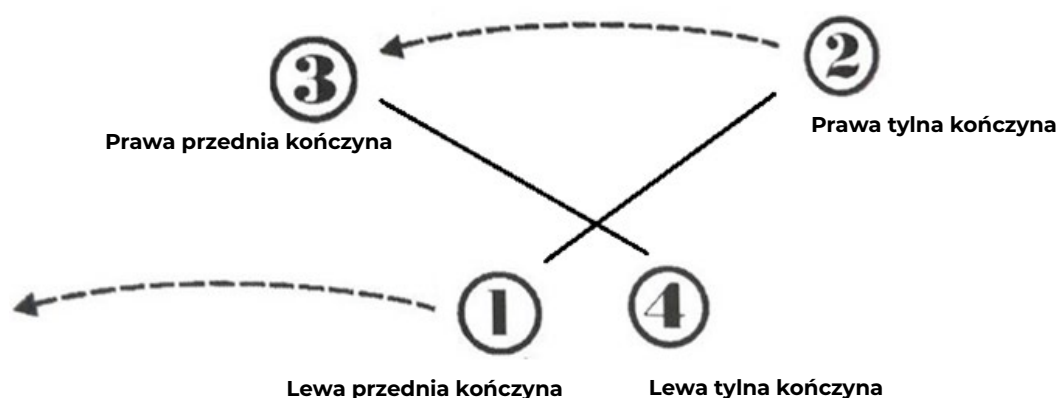 3
2
Prawa przednia kończyna
Prawa tylna kończyna
1
4
Lewa przednia kończyna
Lewa tylna kończyna